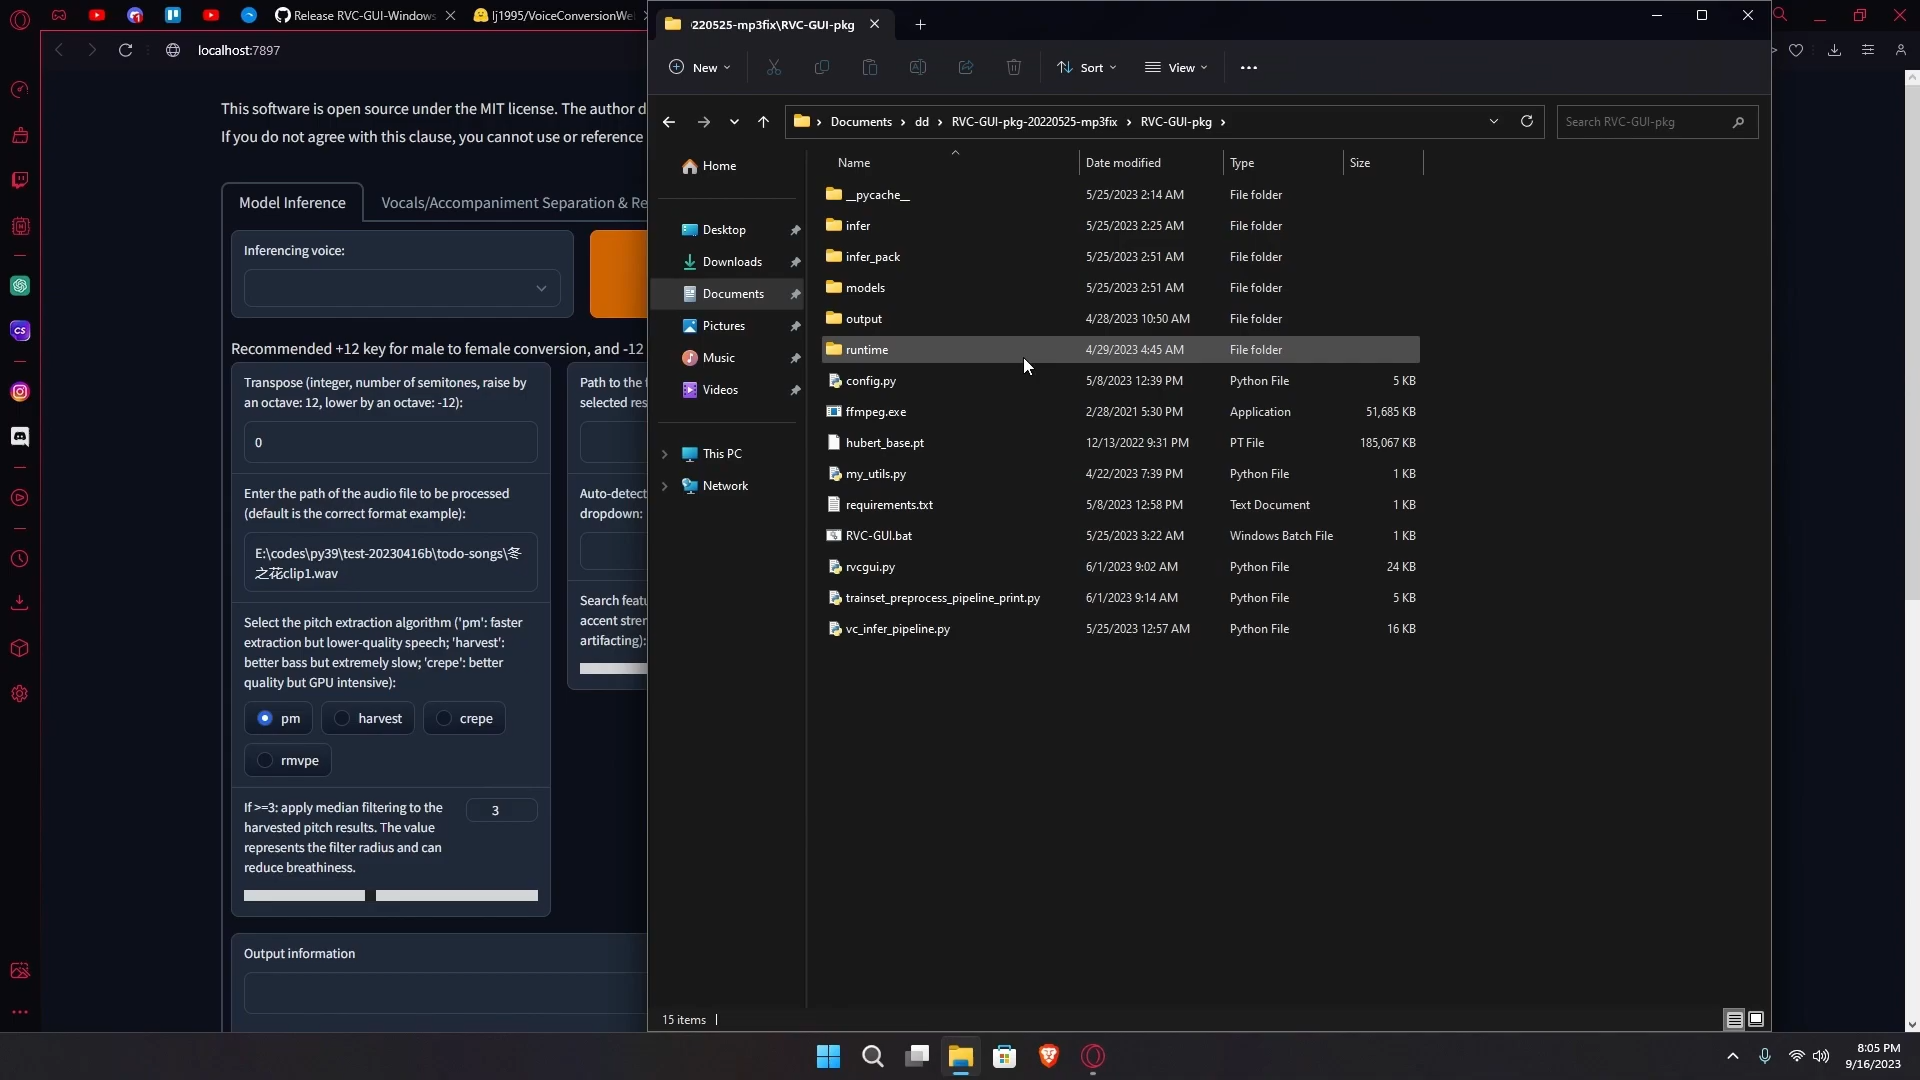 Release RVC-GUI-Windows
lj1995/VoiceConversionWe
localhost:7897
This software is open source under the MIT license. The author d
If you do not agree with this clause, you cannot use or reference
Model Inference
Vocals/Accompaniment Separation & Re
Inferencing voice:
Recommended +12 key for male to female conversion, and -12
Transpose (integer, number of semitones, raise by
an octave: 12, lower by an octave: -12):
0
Enter the path of the audio file to be processed
(default is the correct format example):
E:\codes\py39\test-20230416b\todo-songs\冬
之花clip1.wav
Select the pitch extraction algorithm ('pm': faster
extraction but lower-quality speech; 'harvest':
better bass but extremely slow; 'crepe': better
quality but GPU intensive):
pm
harvest
crepe
rmvpe
If >=3: apply median filtering to the
harvested pitch results. The value
represents the filter radius and can
reduce breathiness.
3
Output information
Path to the
selected res
Auto-detect
dropdown:
Search featu
accent stren
artifacting):
CS
220525-mp3fix\RVC-GUI-pkg
New
Sort
View
Documents
dd
RVC-GUI-pkg-20220525-mp3fix
RVC-GUI-pkg
Search RVC-GUI-pkg
Home
Desktop
Downloads
Documents
Pictures
Music
Videos
This PC
Network
Name Date modified Type Size
__pycache__ 5/25/2023 2:14 AM File folder
infer 5/25/2023 2:25 AM File folder
infer_pack 5/25/2023 2:51 AM File folder
models 5/25/2023 2:51 AM File folder
output 4/28/2023 10:50 AM File folder
runtime 4/29/2023 4:45 AM File folder
config.py 5/8/2023 12:39 PM Python File 5 KB
ffmpeg.exe 2/28/2021 5:30 PM Application 51,685 KB
hubert_base.pt 12/13/2022 9:31 PM PT File 185,067 KB
my_utils.py 4/22/2023 7:39 PM Python File 1 KB
requirements.txt 5/8/2023 12:58 PM Text Document 1 KB
RVC-GUI.bat 5/25/2023 3:22 AM Windows Batch File 1 KB
rvcgui.py 6/1/2023 9:02 AM Python File 24 KB
trainset_preprocess_pipeline_print.py 6/1/2023 9:14 AM Python File 5 KB
vc_infer_pipeline.py 5/25/2023 12:57 AM Python File 16 KB
15 items
8:05 PM
9/16/2023